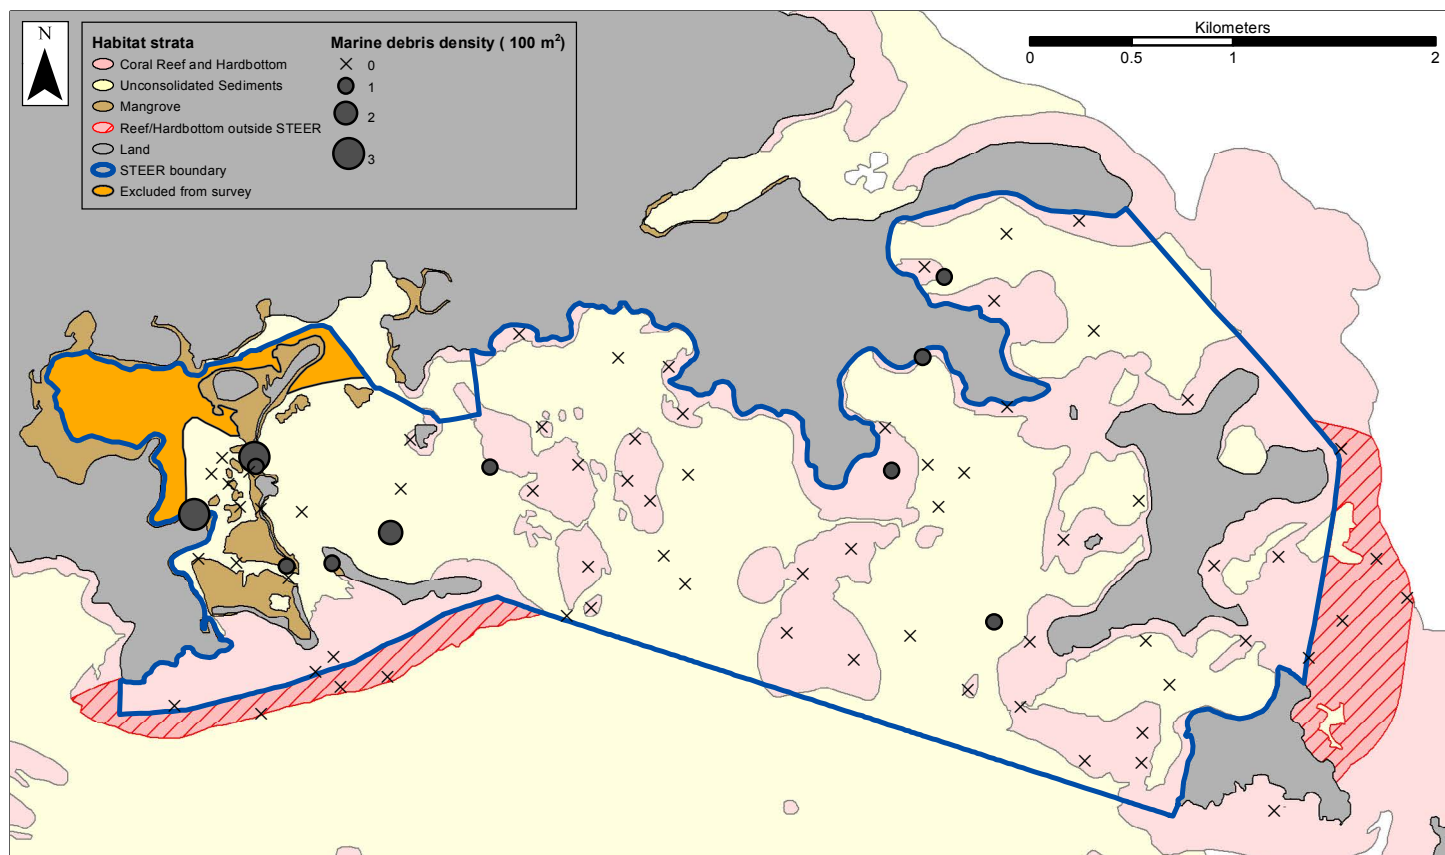 N
Habitat strata
Coral Reef and Hardbottom
Unconsolidated Sediments
Mangrove
Reef/Hardbottom outside STEER
Land
STEER boundary
Excluded from survey
Marine debris density ( 100 m²)
0
1
2
3
Kilometers
0 0.5 1 2